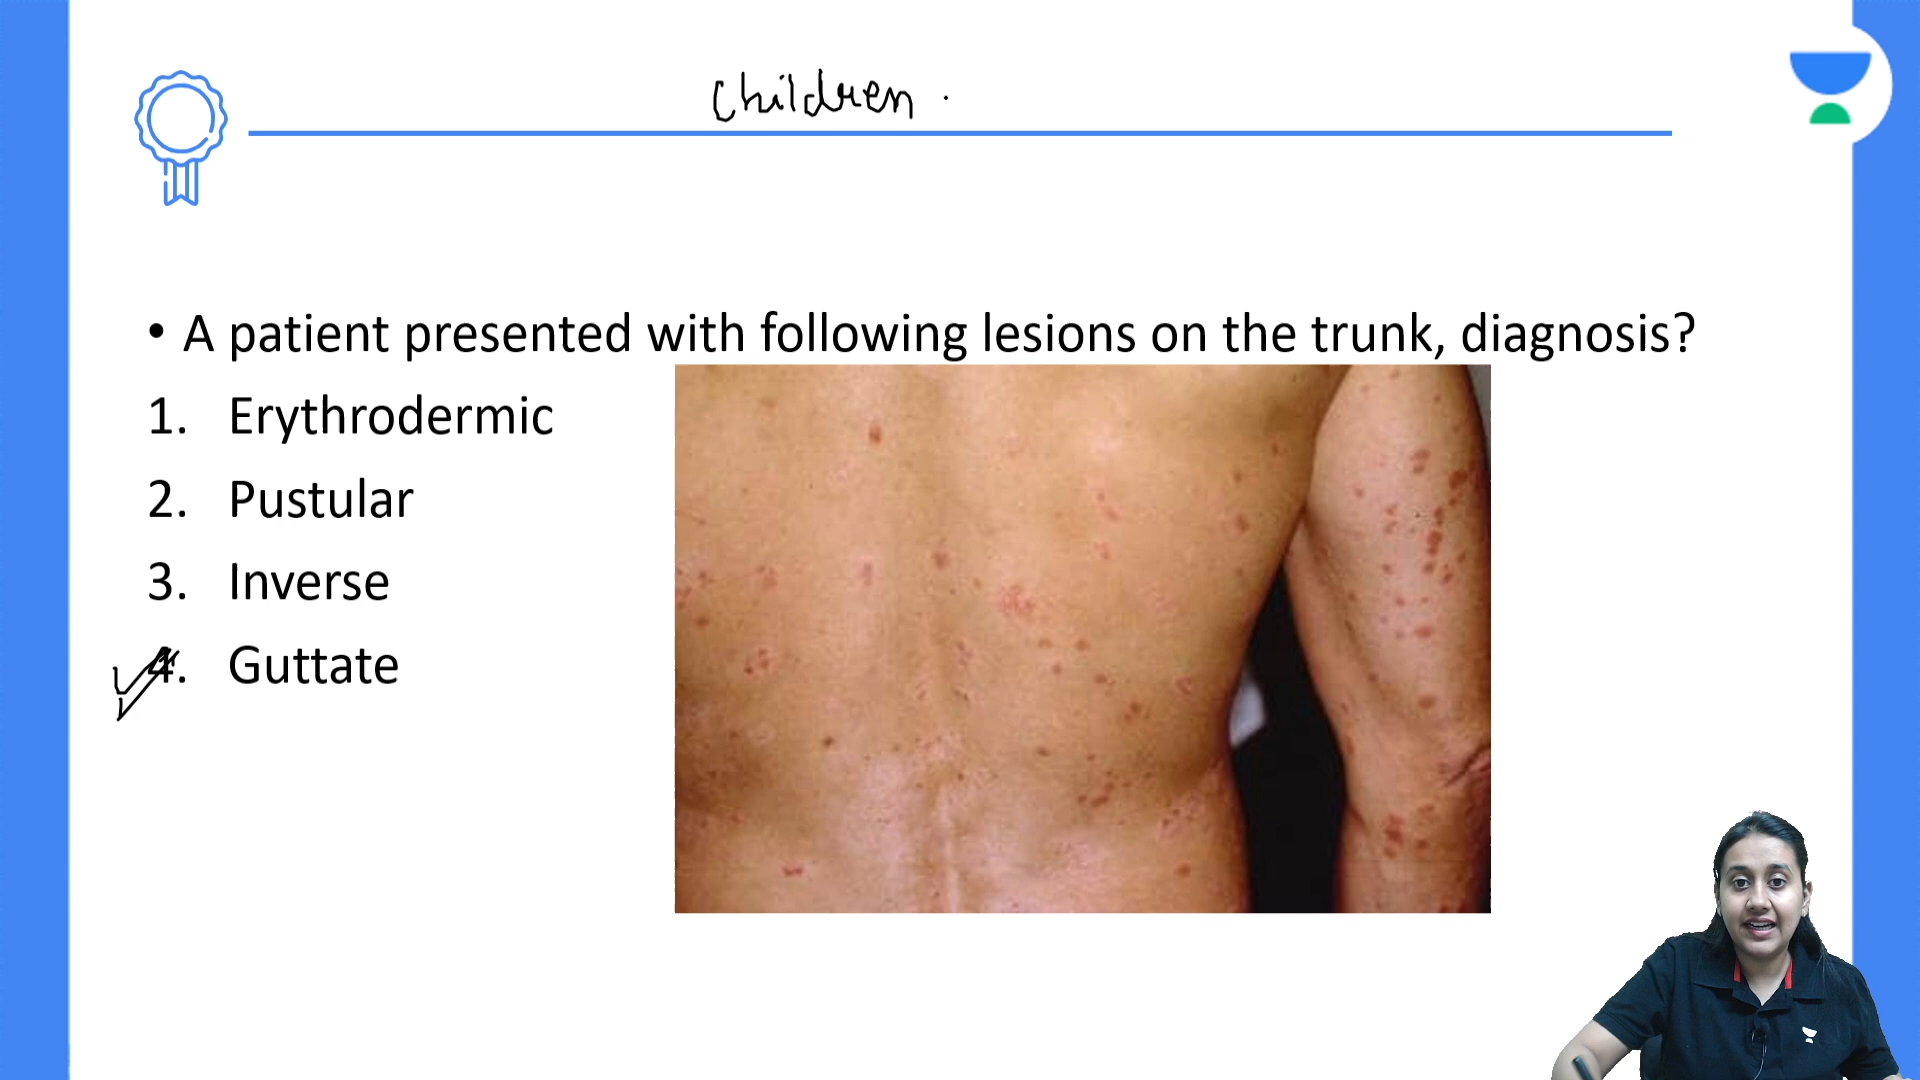 Children .
• A patient presented with following lesions on the trunk, diagnosis?
1. Erythrodermic
2. Pustular
3. Inverse
4. Guttate